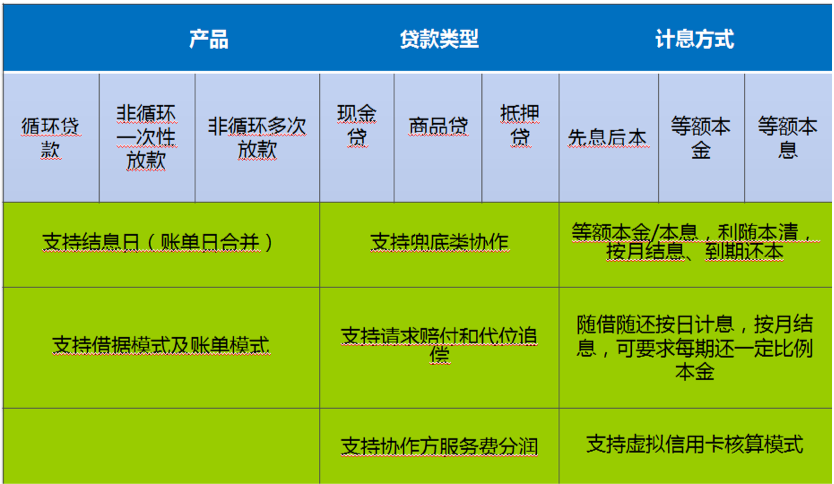 产品
贷款类型
计息方式
循环贷
款
非循环
一次性
放款
非循环多次
放款
现金
贷
商品贷
抵押
贷
先息后本
等额本
金
等额本
息
支持结息日（账单日合并）
支持兜底类协作
等额本金/本息，利随本清，
按月结息、到期还本
支持借据模式及账单模式
支持请求赔付和代位追
偿
随借随还按日计息，按月结
息，可要求每期还一定比例
本金
支持协作方服务费分润
支持虚拟信用卡核算模式